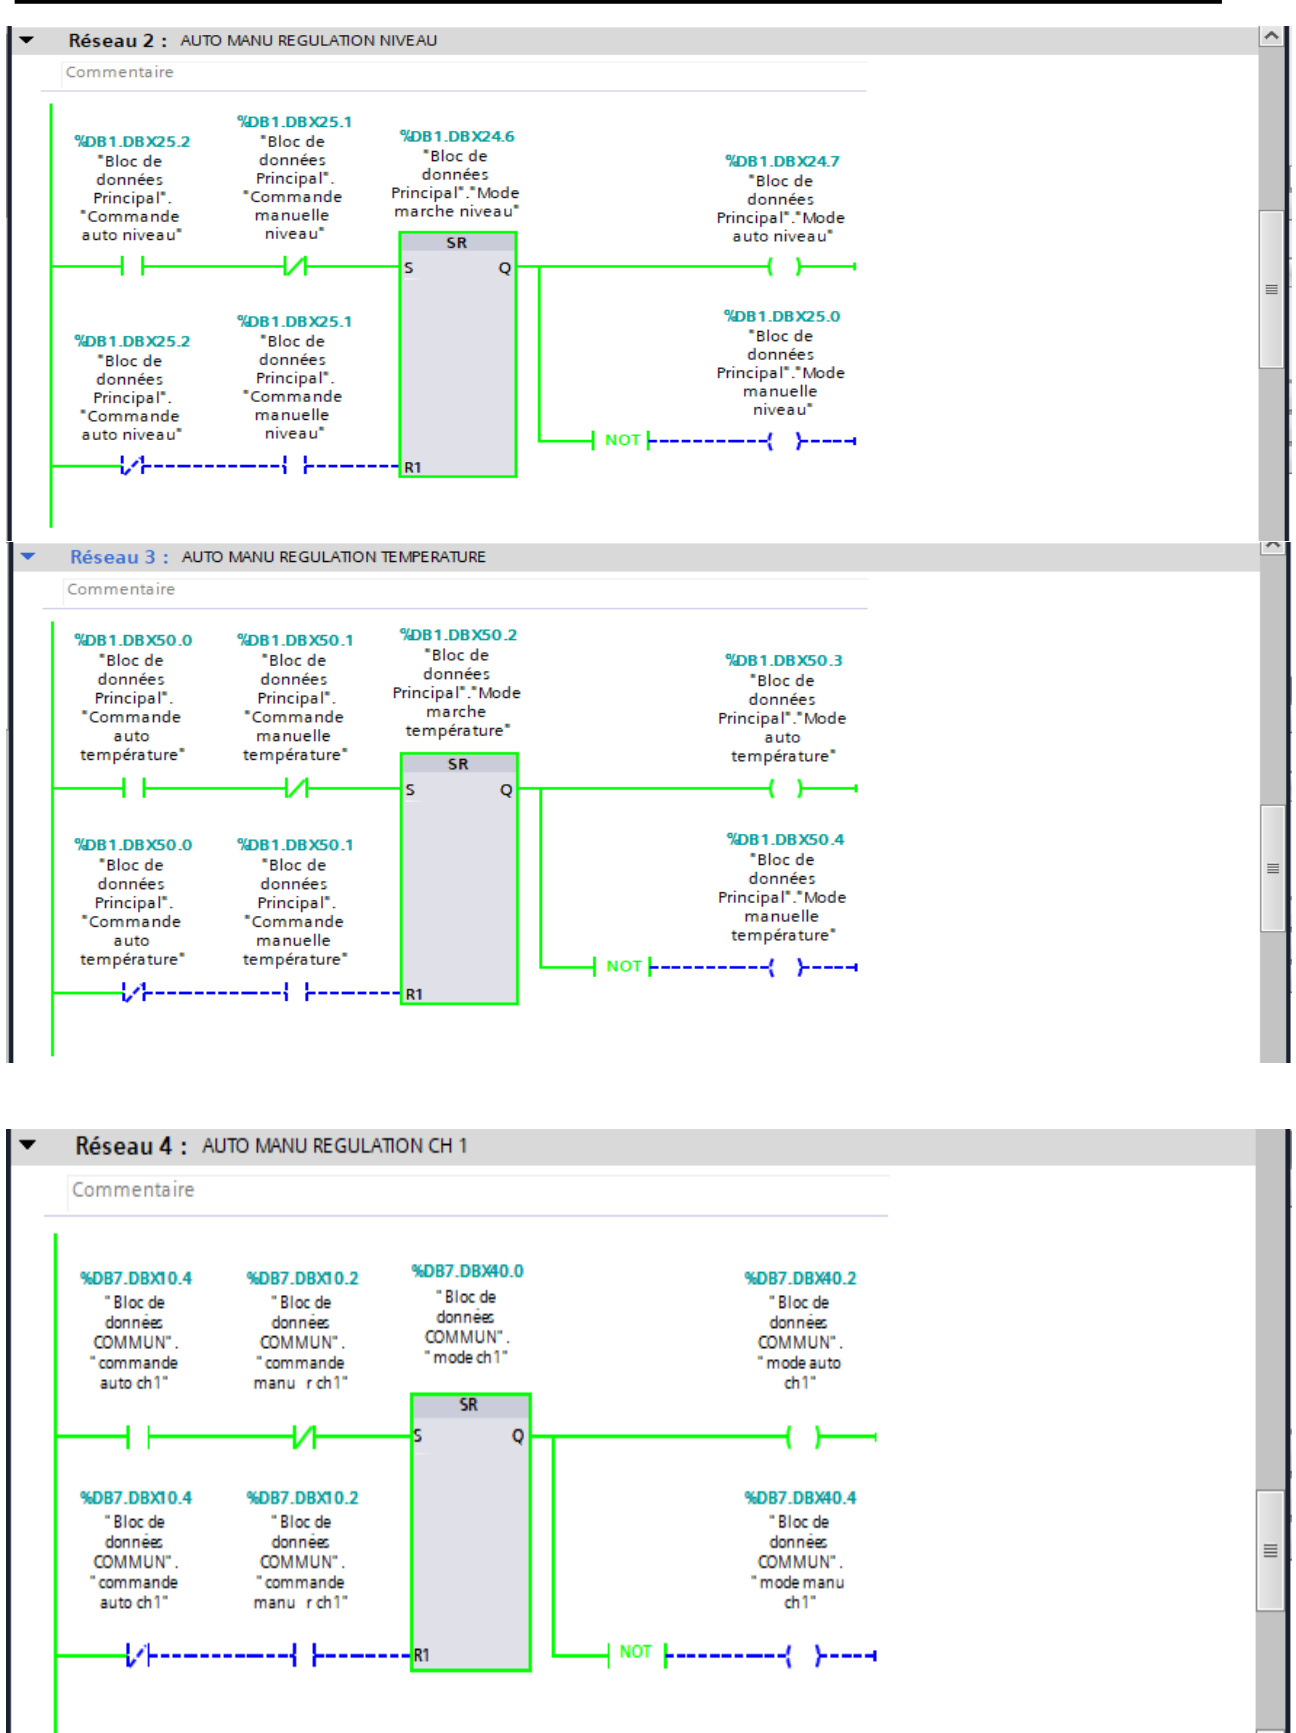 Réseau 2 : AUTO MANU REGULATION NIVEAU
Commentaire
%DB1.DBX25.2
"Bloc de
données
Principal".
"Commande
auto niveau"
%DB1.DBX25.1
"Bloc de
données
Principal".
"Commande
manuelle
niveau"
%DB1.DBX24.6
"Bloc de
données
Principal"."Mode
marche niveau"
SR
S Q
%DB1.DBX24.7
"Bloc de
données
Principal"."Mode
auto niveau"
%DB1.DBX25.2
"Bloc de
données
Principal".
"Commande
auto niveau"
%DB1.DBX25.1
"Bloc de
données
Principal".
"Commande
manuelle
niveau"
R1
%DB1.DBX25.0
"Bloc de
données
Principal"."Mode
manuelle
niveau"
NOT
Réseau 3 : AUTO MANU REGULATION TEMPERATURE
Commentaire
%DB1.DBX50.0
"Bloc de
données
Principal".
"Commande
auto
température"
%DB1.DBX50.1
"Bloc de
données
Principal".
"Commande
manuelle
température"
%DB1.DBX50.2
"Bloc de
données
Principal"."Mode
marche
température"
SR
S Q
%DB1.DBX50.3
"Bloc de
données
Principal"."Mode
auto
température"
%DB1.DBX50.0
"Bloc de
données
Principal".
"Commande
auto
température"
%DB1.DBX50.1
"Bloc de
données
Principal".
"Commande
manuelle
température"
R1
%DB1.DBX50.4
"Bloc de
données
Principal"."Mode
manuelle
température"
NOT
Réseau 4 : AUTO MANU REGULATION CH 1
Commentaire
%DB7.DBX10.4
"Bloc de
données
COMMUN".
"commande
auto ch1"
%DB7.DBX10.2
"Bloc de
données
COMMUN".
"commande
manu r ch1"
%DB7.DBX40.0
"Bloc de
données
COMMUN".
"mode ch1"
SR
S Q
%DB7.DBX40.2
"Bloc de
données
COMMUN".
"mode auto
ch1"
%DB7.DBX10.4
"Bloc de
données
COMMUN".
"commande
auto ch1"
%DB7.DBX10.2
"Bloc de
données
COMMUN".
"commande
manu r ch1"
R1
%DB7.DBX40.4
"Bloc de
données
COMMUN".
"mode manu
ch1"
NOT